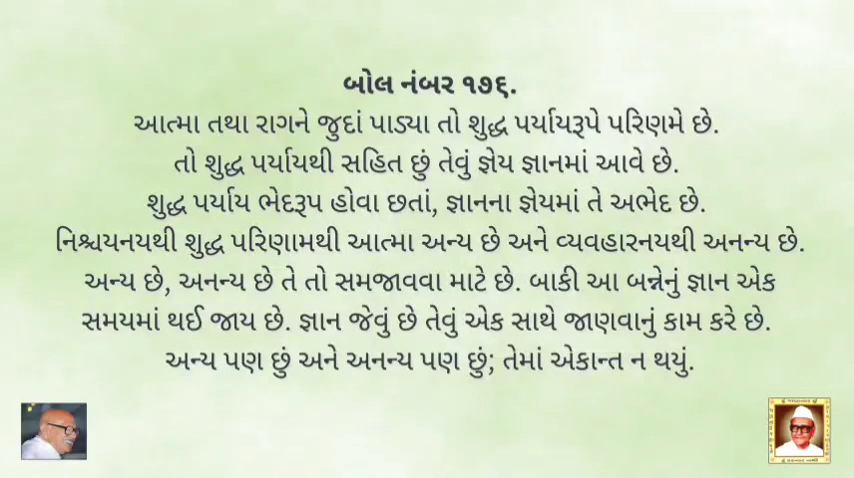 બોલ નંબર ૧૭૬.
આત્મા તથા રાગને જુદાં પાડ્યા તો શુદ્ધ પર્યાયરૂપે પરિણમે છે.
તો શુદ્ધ પર્યાયથી સહિત છું તેવું જ્ઞેય જ્ઞાનમાં આવે છે.
શુદ્ધ પર્યાય ભેદરૂપ હોવા છતાં, જ્ઞાનના જ્ઞેયમાં તે અભેદ છે.
નિશ્ચયનયથી શુદ્ધ પરિણામથી આત્મા અન્ય છે અને વ્યવહારનયથી અનન્ય છે.
અન્ય છે, અનન્ય છે તે તો સમજાવવા માટે છે. બાકી આ બન્નેનું જ્ઞાન એક
સમયમાં થઈ જાય છે. જ્ઞાન જેવું છે તેવું એક સાથે જાણવાનું કામ કરે છે.
અન્ય પણ છું અને અનન્ય પણ છું; તેમાં એકાન્ત ન થયું.